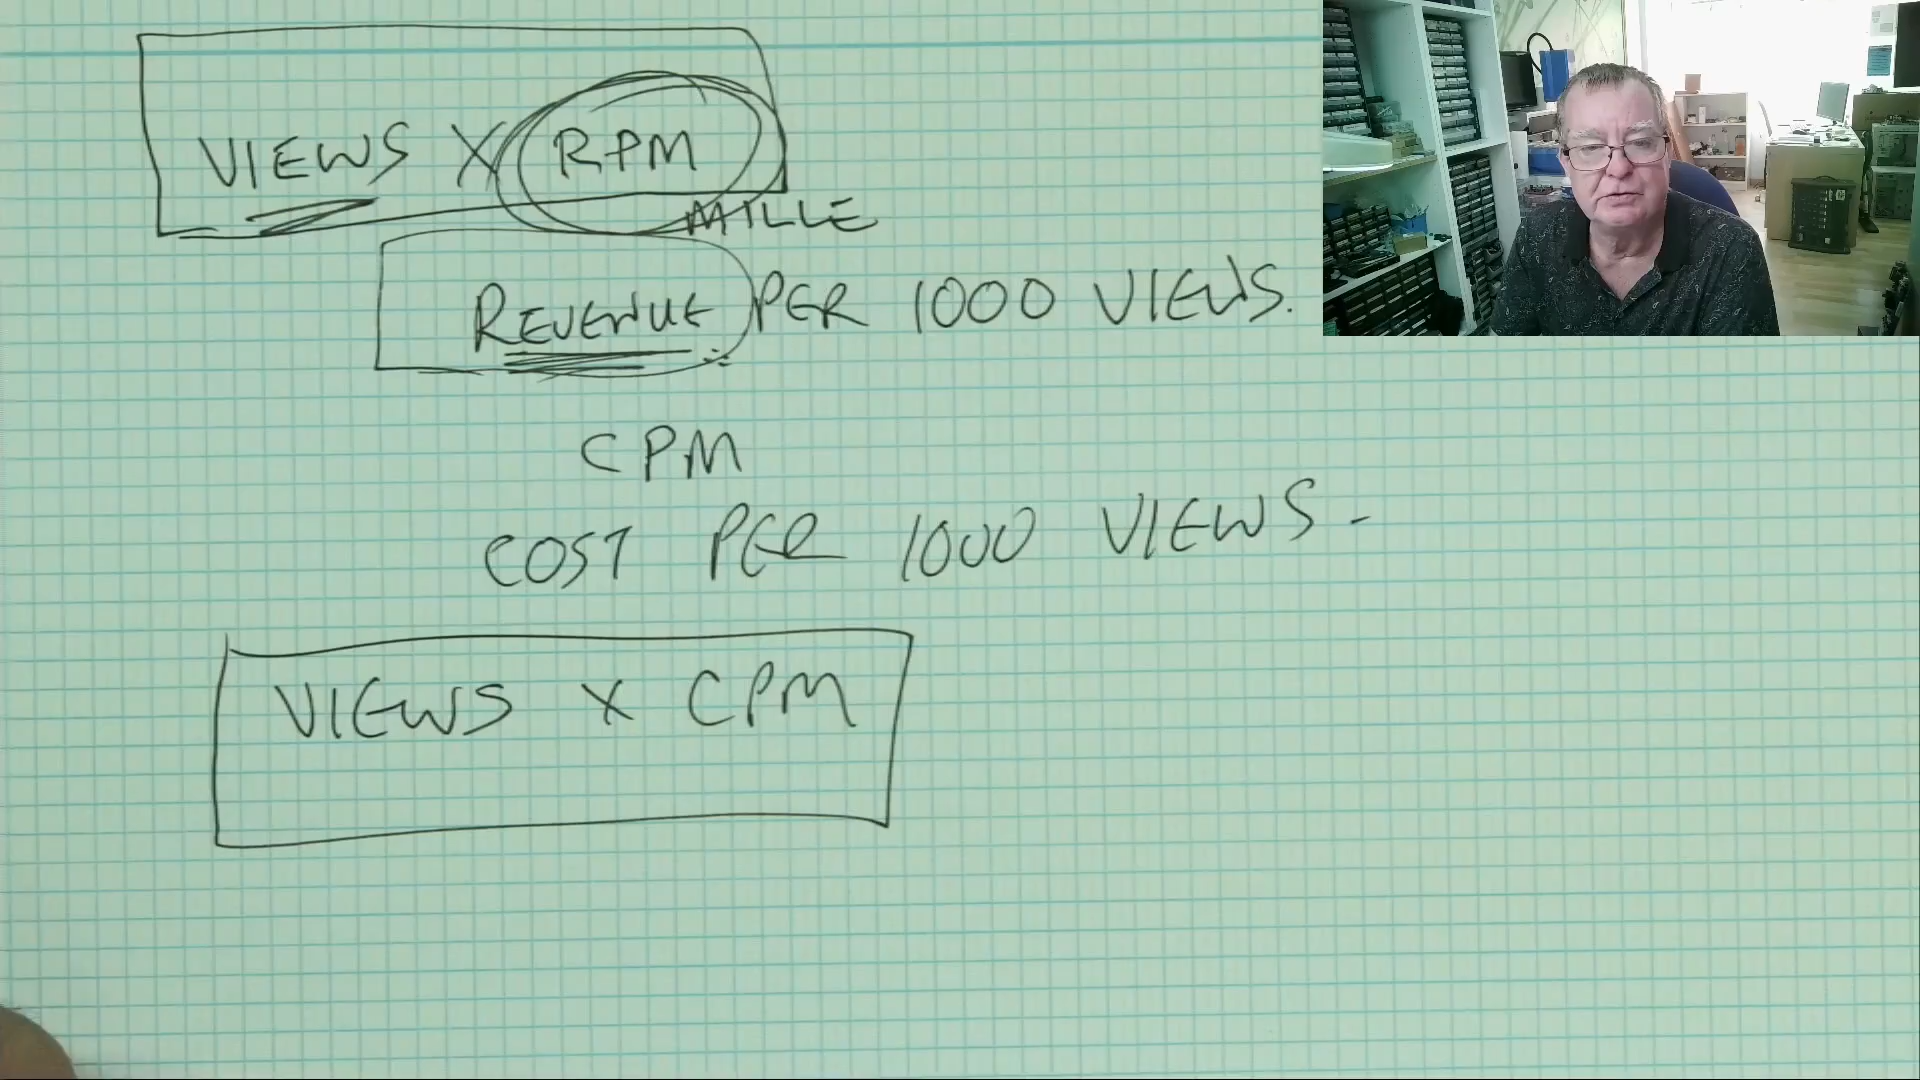 VIEWS X RPM
MILLE
REVENUE PER 1000 VIEWS.
CPM
COST PER 1000 VIEWS -
VIEWS X CPM